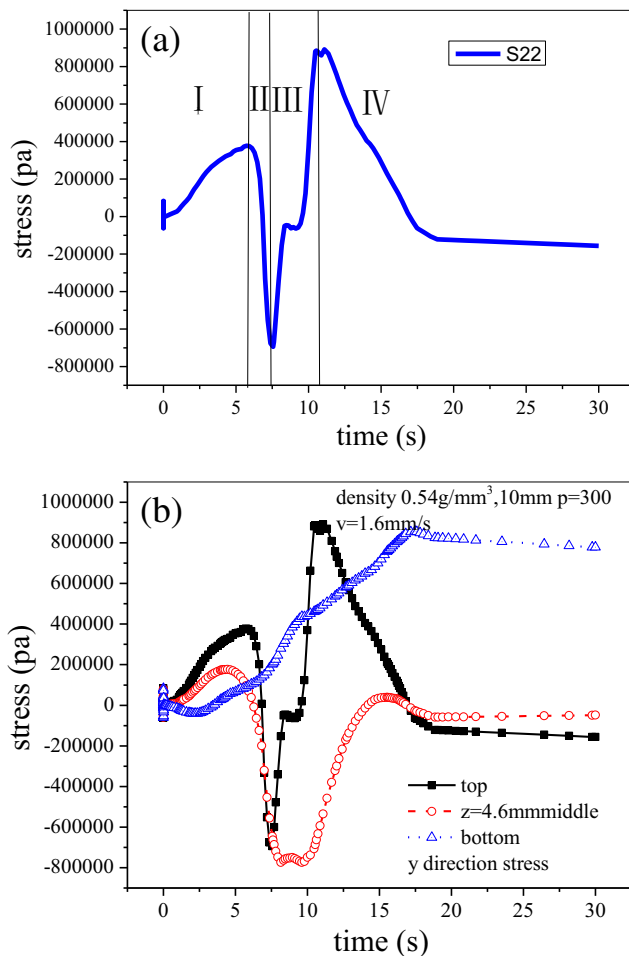 (a)
S22
I II III IV
1000000
800000
600000
400000
200000
0
-200000
-400000
-600000
-800000
stress (pa)
0 5 10 15 20 25 30
time (s)
(b)
density 0.54g/mm³,10mm p=300
v=1.6mm/s
1000000
800000
600000
400000
200000
0
-200000
-400000
-600000
-800000
stress (pa)
top
z=4.6mmmiddle
bottom
y direction stress
0 5 10 15 20 25 30
time (s)